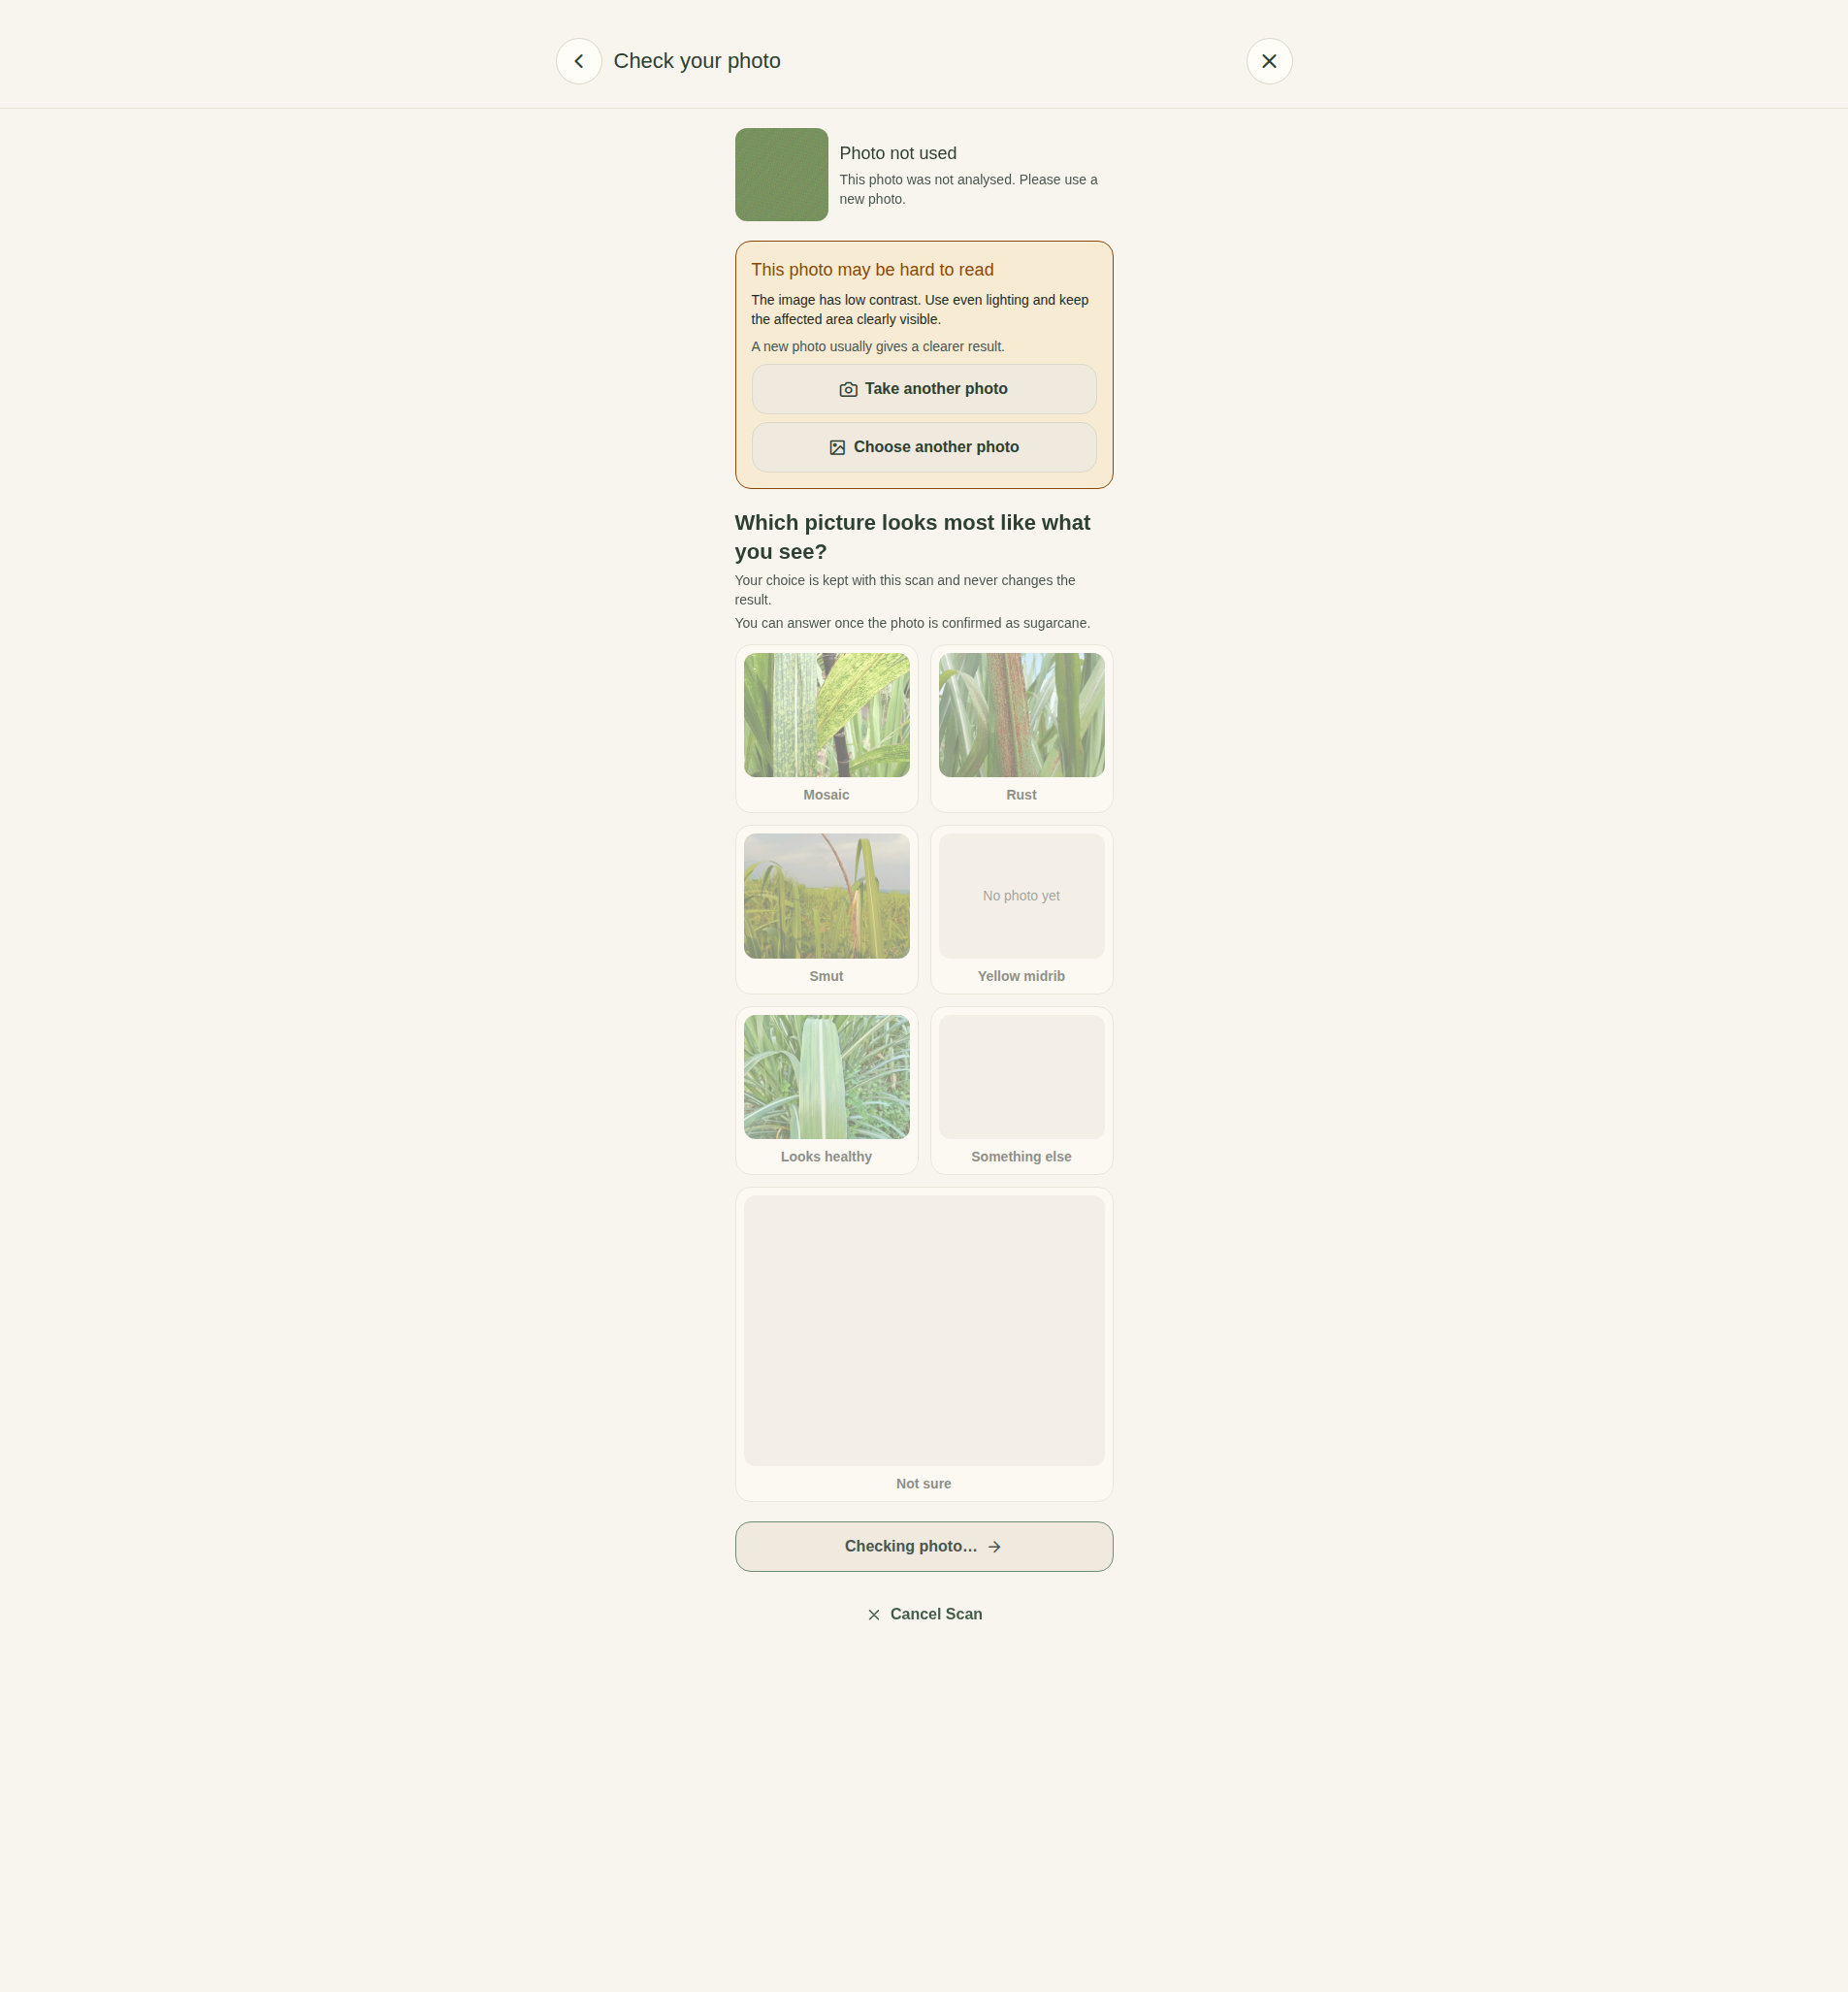 Check your photo
Photo not used
This photo was not analysed. Please use a
new photo.
This photo may be hard to read
The image has low contrast. Use even lighting and keep
the affected area clearly visible.
A new photo usually gives a clearer result.
Take another photo
Choose another photo
Which picture looks most like what
you see?
Your choice is kept with this scan and never changes the
result.
You can answer once the photo is confirmed as sugarcane.
Mosaic
Rust
Smut
No photo yet
Yellow midrib
Looks healthy
Something else
Not sure
Checking photo…
Cancel Scan